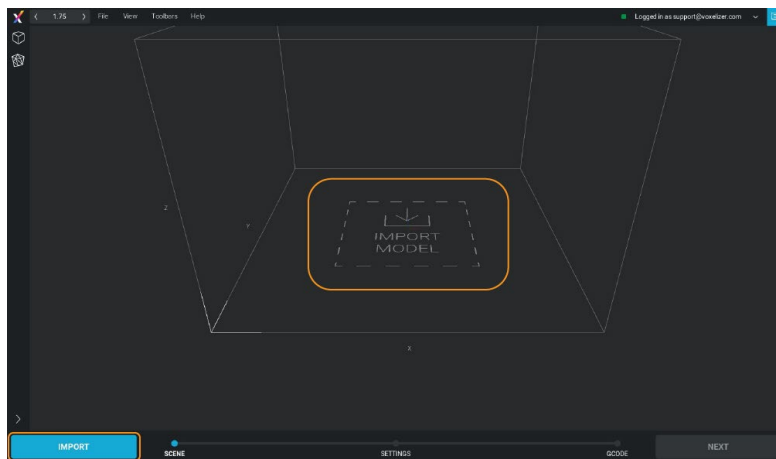 1.75 File View Toolbars Help Logged in as support@voxelizer.com
Z
Y
IMPORT
MODEL
X
IMPORT SCENE SETTINGS GCODE NEXT